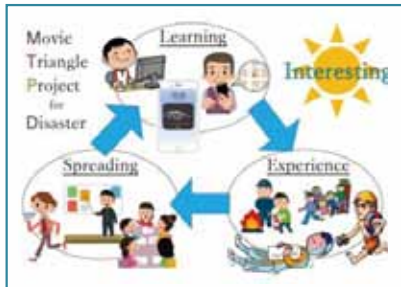 Movie
Triangle
Project
for
Disaster
Learning
Interesting
Spreading
Experience